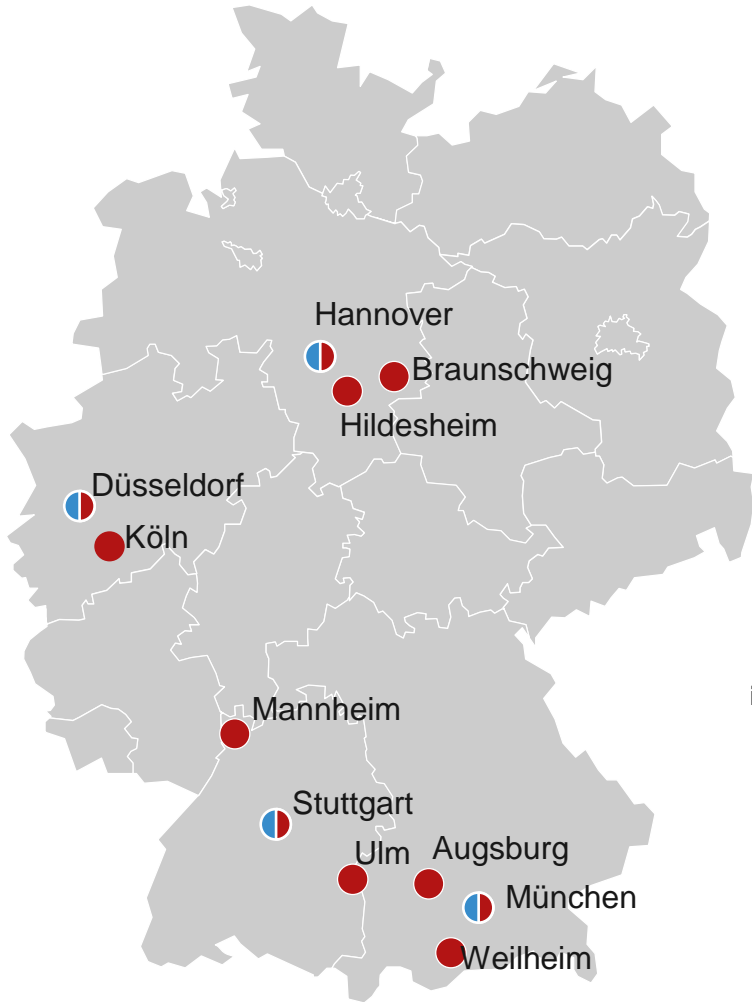 Hannover
Braunschweig
Hildesheim
Düsseldorf
Köln
Mannheim
Stuttgart
Ulm
Augsburg
München
Weilheim